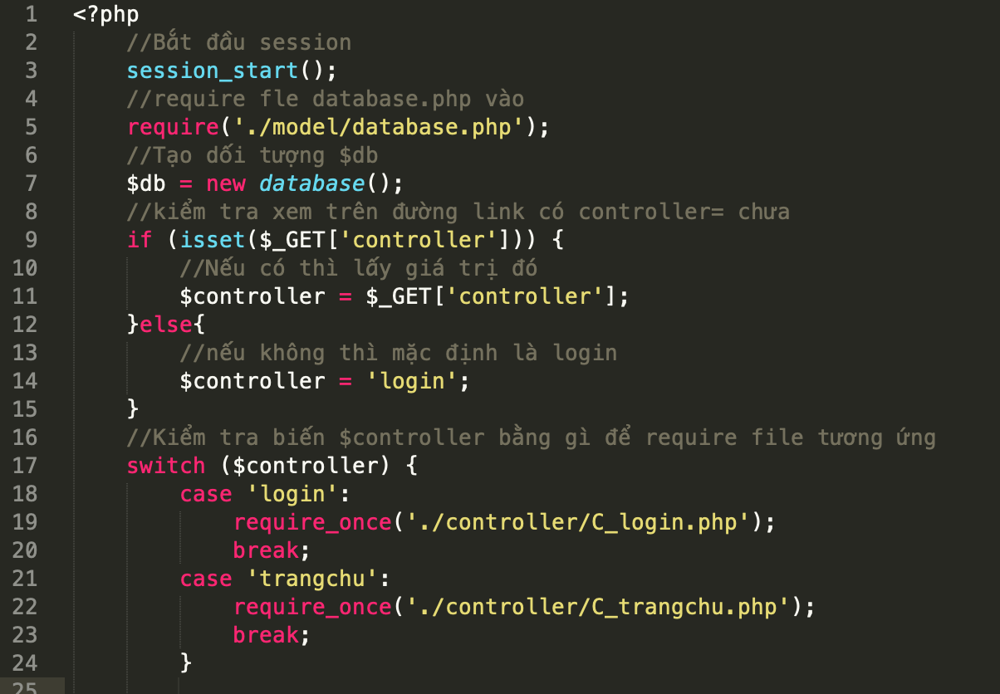 1 <?php
2 //Bắt đầu session
3 session_start();
4 //require fle database.php vào
5 require('./model/database.php');
6 //Tạo dối tượng $db
7 $db = new database();
8 //kiểm tra xem trên đường link có controller= chưa
9 if (isset($_GET['controller'])) {
10 //Nếu có thì lấy giá trị đó
11 $controller = $_GET['controller'];
12 }else{
13 //nếu không thì mặc định là login
14 $controller = 'login';
15 }
16 //Kiểm tra biến $controller bằng gì để require file tương ứng
17 switch ($controller) {
18 case 'login':
19 require_once('./controller/C_login.php');
20 break;
21 case 'trangchu':
22 require_once('./controller/C_trangchu.php');
23 break;
24 }
25